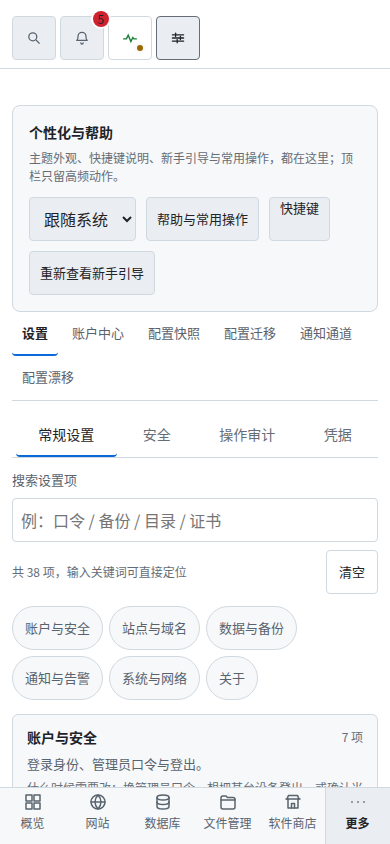 5
个性化与帮助
主题外观、快捷键说明、新手引导与常用操作，都在这里；顶
栏只留高频动作。
跟随系统
帮助与常用操作
快捷键
重新查看新手引导
设置 账户中心 配置快照 配置迁移 通知通道
配置漂移
常规设置 安全 操作审计 凭据
搜索设置项
例：口令 / 备份 / 目录 / 证书
共 38 项，输入关键词可直接定位
清空
账户与安全 站点与域名 数据与备份
通知与告警 系统与网络 关于
账户与安全 7 项
登录身份、管理员口令与登出。
概览 网站 数据库 文件管理 软件商店 更多